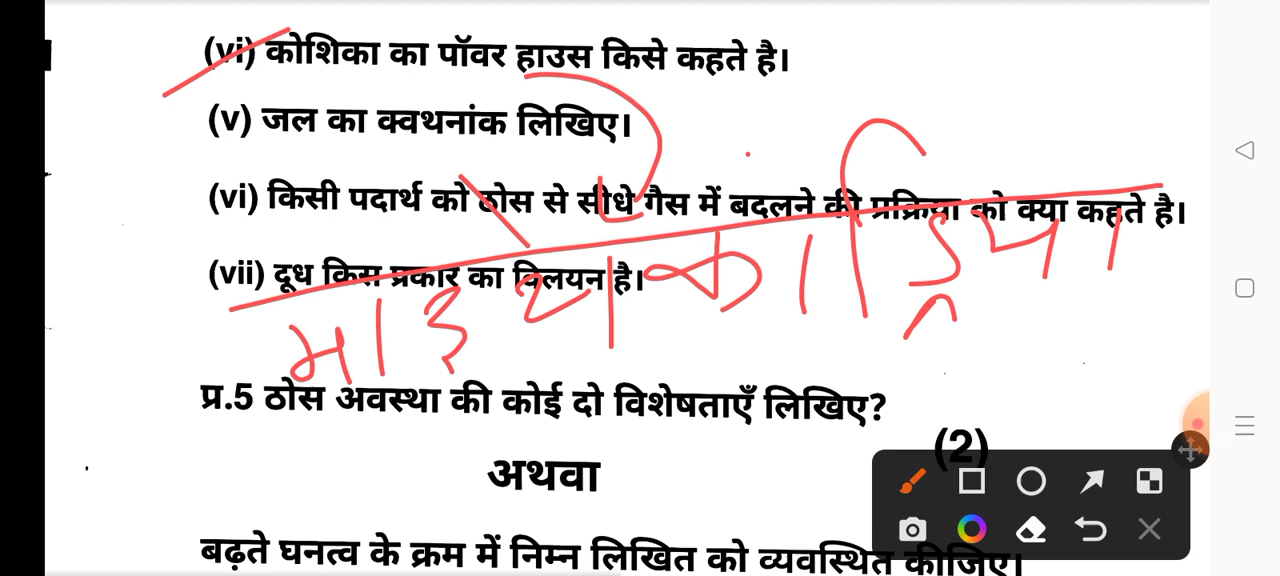 (vi) कोशिका का पॉवर हाउस किसे कहते है।
(v) जल का क्वथनांक लिखिए।
(vi) किसी पदार्थ को ठोस से सीधे गैस में बदलने की प्रक्रिया को क्या कहते है।
(vii) दूध किस प्रकार का विलयन है।
माइटोकांड्रिया
प्र.5 ठोस अवस्था की कोई दो विशेषताएँ लिखिए?
(2)
अथवा
बढ़ते घनत्व के क्रम में निम्न लिखित को व्यवस्थित कीजिए।